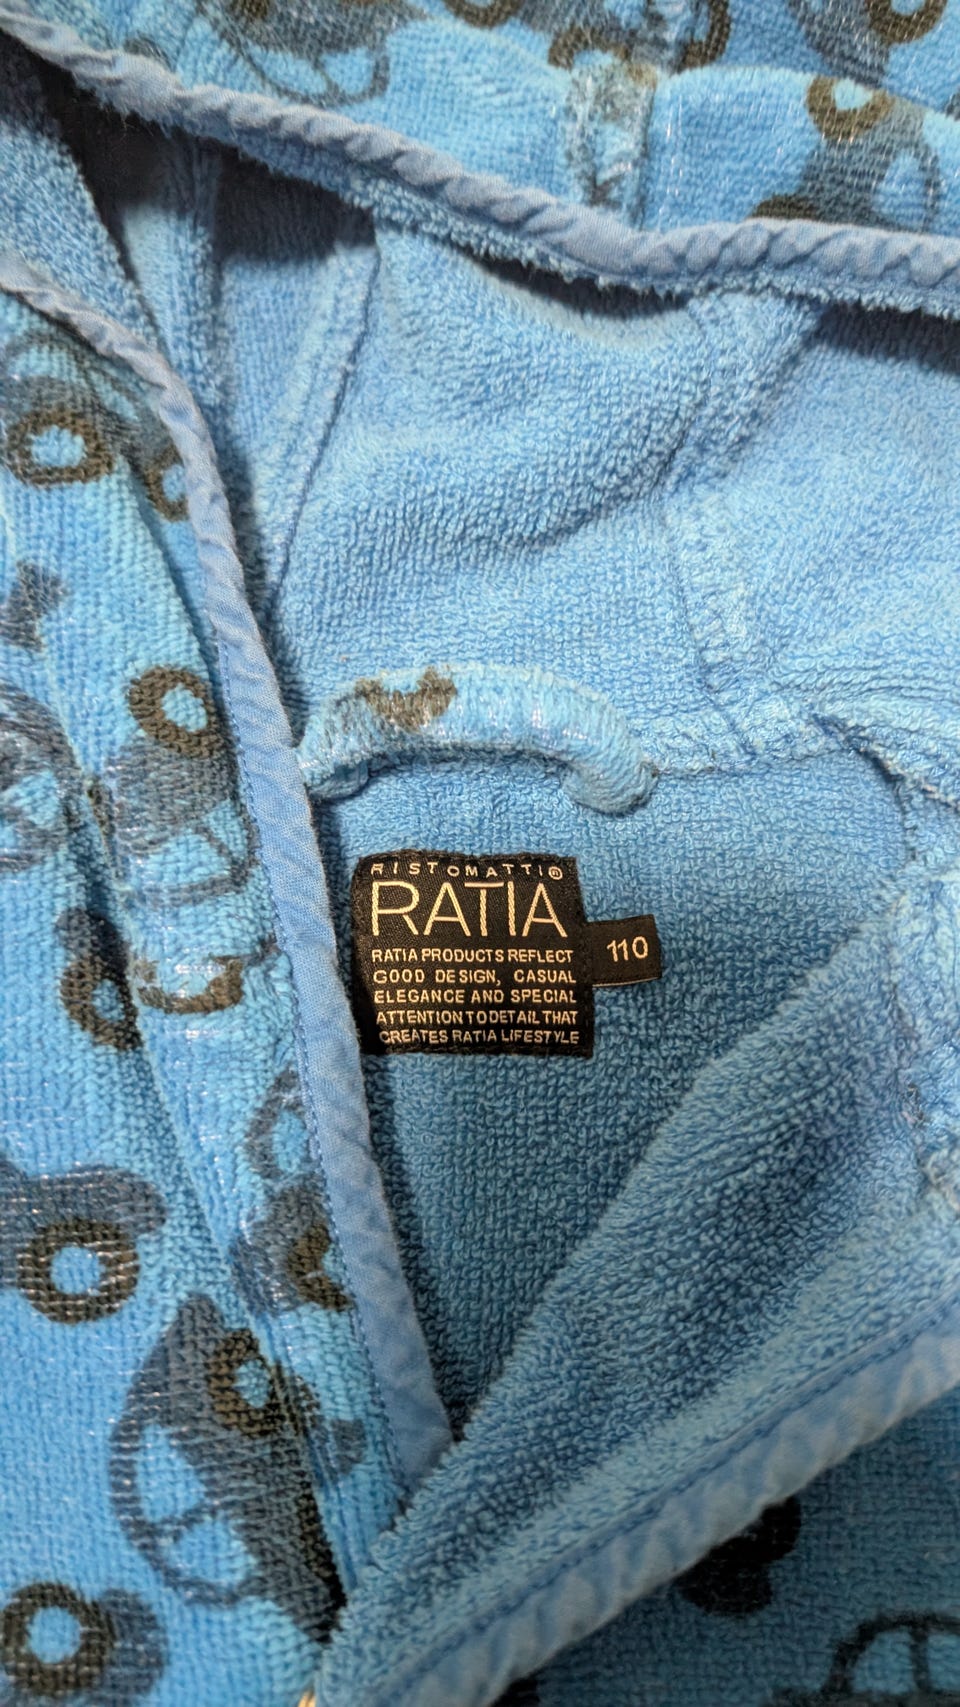 RISTOMATTI®
RATIA
RATIA PRODUCTS REFLECT
GOOD DESIGN, CASUAL
ELEGANCE AND SPECIAL
ATTENTION TO DETAIL THAT
CREATES RATIA LIFESTYLE
110